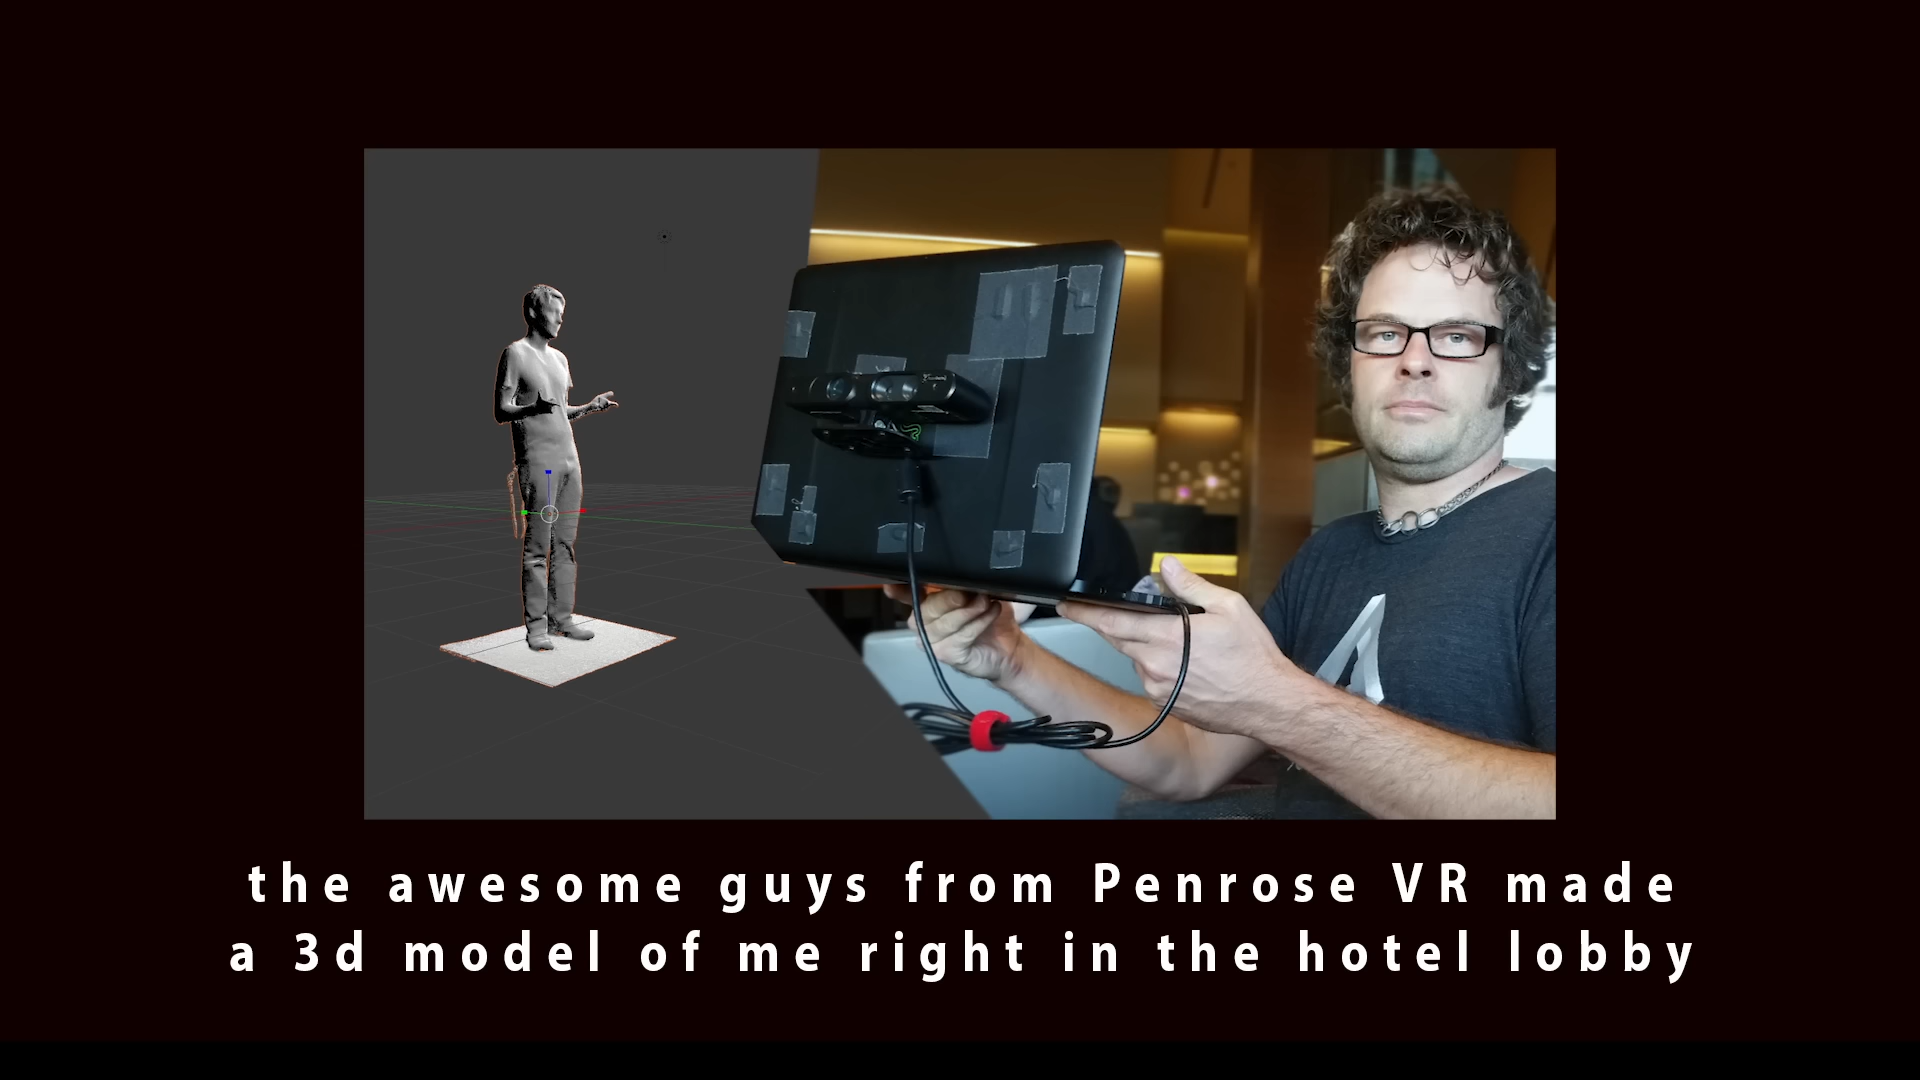 the awesome guys from Penrose VR made
a 3d model of me right in the hotel lobby